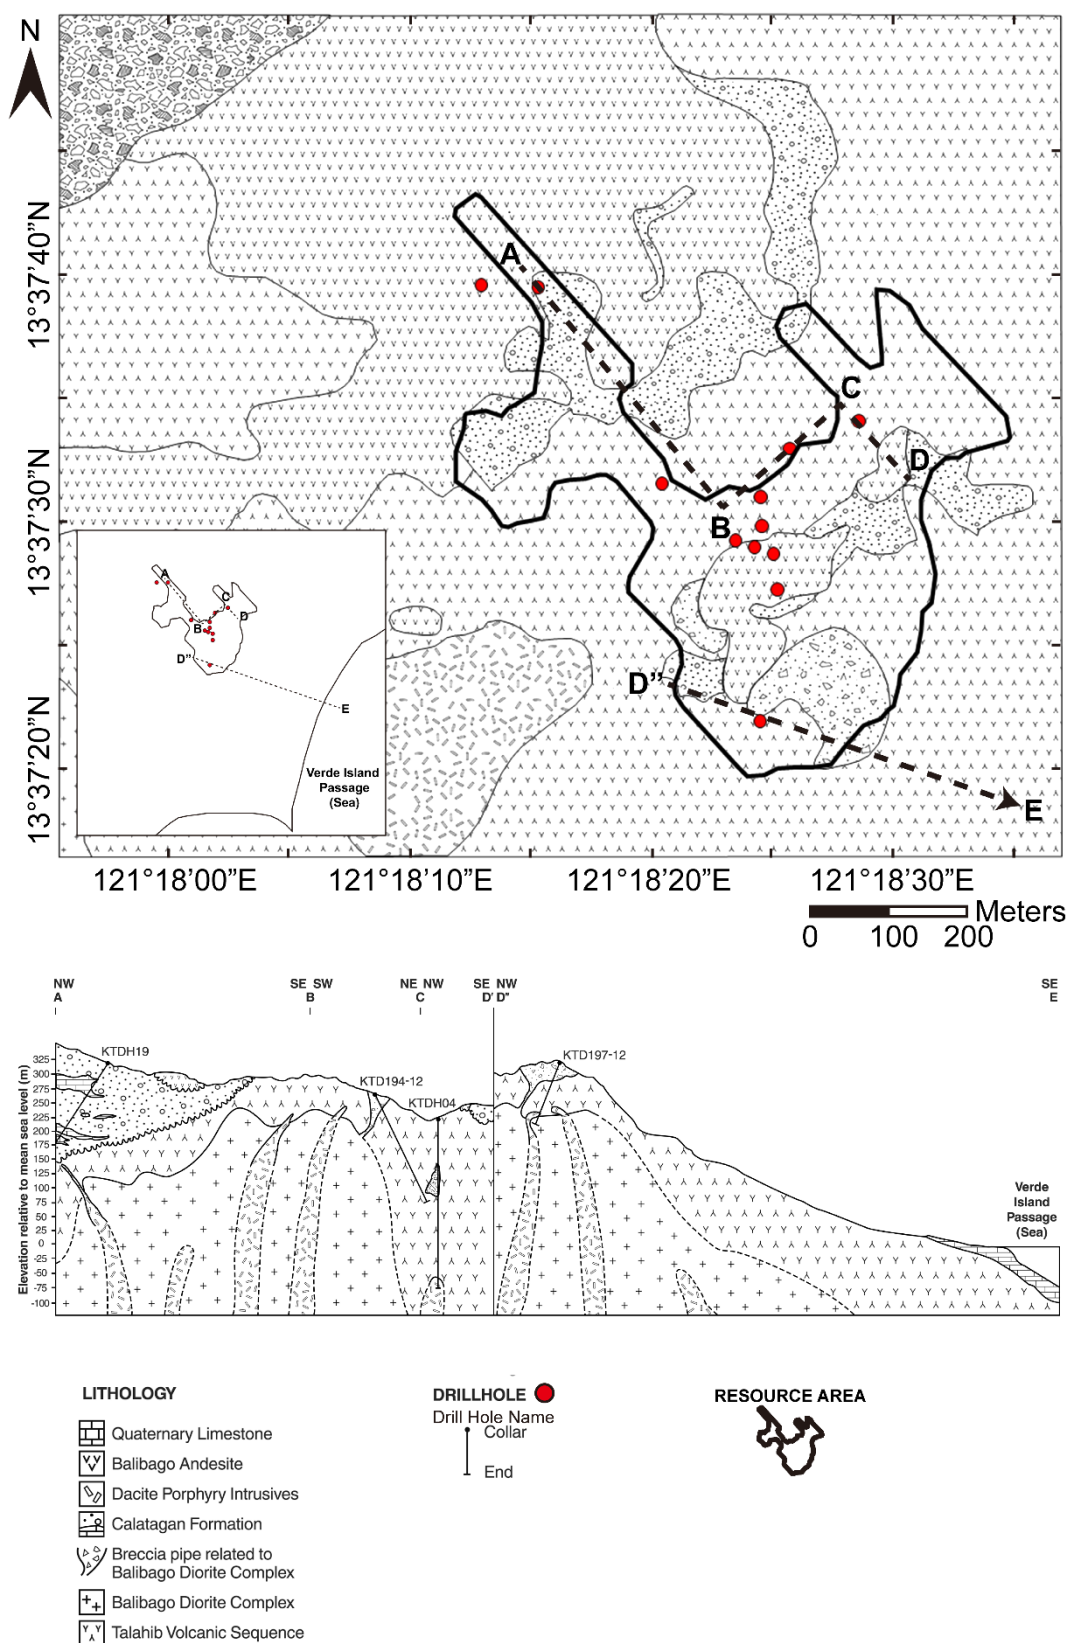 N
13°37'40"N
13°37'30"N
13°37'20"N
A
B
C
D
D"
E
A
B
C
D
D"
E
Verde Island
Passage
(Sea)
121°18'00"E
121°18'10"E
121°18'20"E
121°18'30"E
Meters
0 100 200
NW
A
SE SW
B
NE NW
C
SE NW
D' D"
SE
E
KTDH19
KTD194-12
KTDH04
KTD197-12
Elevation relative to mean sea level (m)
325
300
275
250
225
200
175
150
125
100
75
50
25
0
-25
-50
-75
-100
Verde
Island
Passage
(Sea)
LITHOLOGY
Quaternary Limestone
Balibago Andesite
Dacite Porphyry Intrusives
Calatagan Formation
Breccia pipe related to
Balibago Diorite Complex
Balibago Diorite Complex
Talahib Volcanic Sequence
DRILLHOLE
Drill Hole Name
Collar
End
RESOURCE AREA